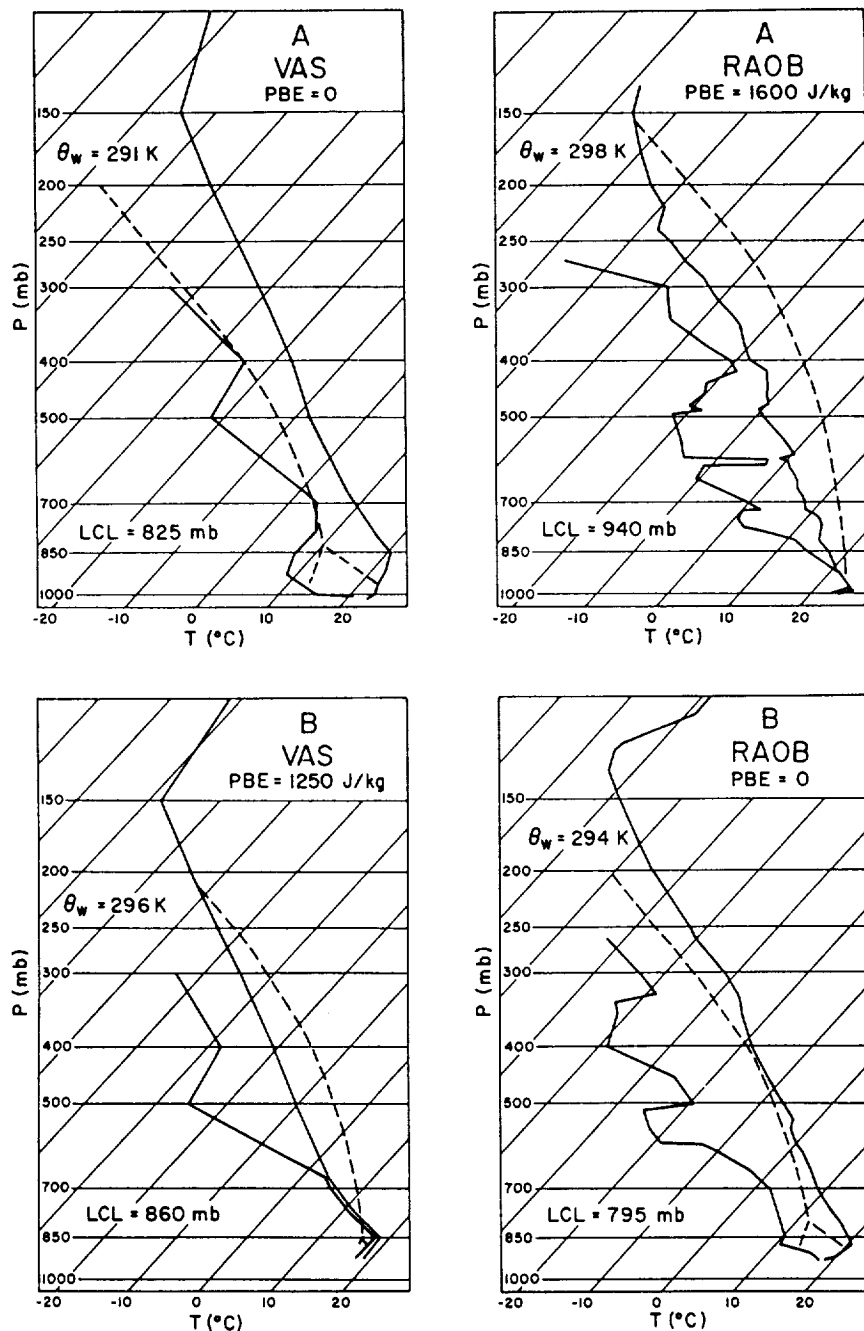 A
VAS
PBE = 0
150
θw = 291 K
200
250
300
P (mb)
400
500
700
LCL = 825 mb
850
1000
-20 -10 0 10 20
T (°C)
A
RAOB
PBE = 1600 J/kg
150
θw = 298 K
200
250
300
P (mb)
400
500
700
LCL = 940 mb
850
1000
-20 -10 0 10 20
T (°C)
B
VAS
PBE = 1250 J/kg
150
200
θw = 296 K
250
300
P (mb)
400
500
700
LCL = 860 mb
850
1000
-20 -10 0 10 20
T (°C)
B
RAOB
PBE = 0
150
θw = 294 K
200
250
300
P (mb)
400
500
700
LCL = 795 mb
850
1000
-20 -10 0 10 20
T (°C)